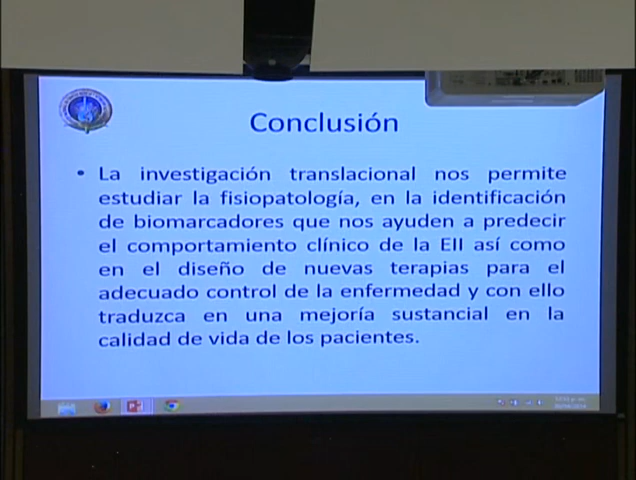 Conclusión
• La investigación translacional nos permite
estudiar la fisiopatología, en la identificación
de biomarcadores que nos ayuden a predecir
el comportamiento clínico de la EII así como
en el diseño de nuevas terapias para el
adecuado control de la enfermedad y con ello
traduzca en una mejoría sustancial en la
calidad de vida de los pacientes.